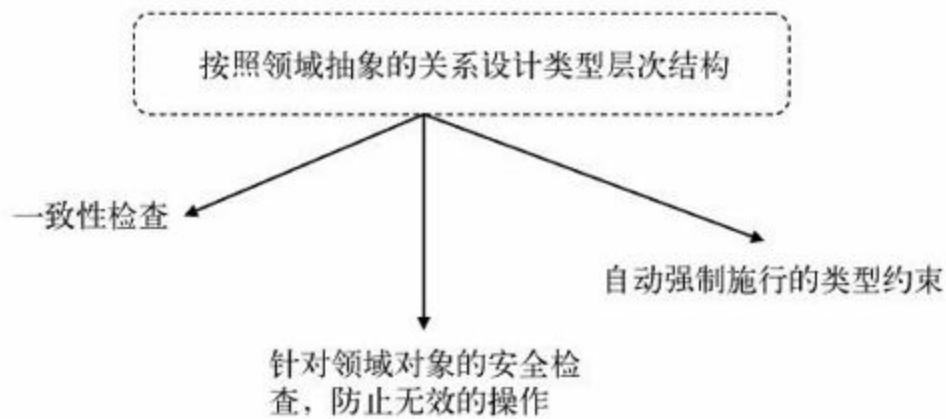 按照领域抽象的关系设计类型层次结构
一致性检查
自动强制施行的类型约束
针对领域对象的安全检
查，防止无效的操作